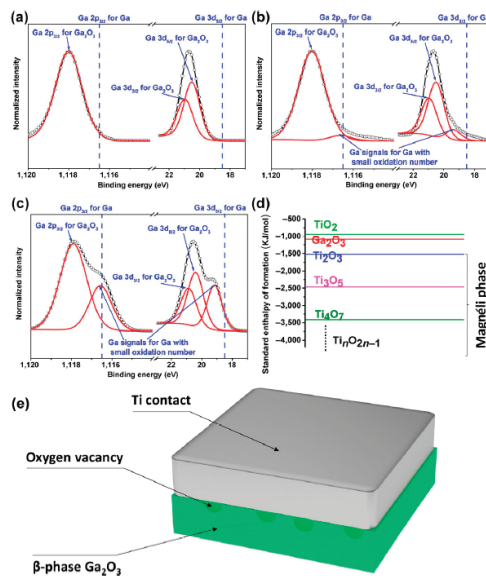 (a)
Ga 2p3/2 for Ga
Ga 3d5/2 for Ga
Ga 2p3/2 for Ga2O3
Ga 3d5/2 for Ga2O3
Ga 3d3/2 for Ga2O3
Normalized intensity
1,120 1,118 1,116 22 20 18
Binding energy (eV)
(b)
Ga 2p3/2 for Ga
Ga 3d5/2 for G
Ga 2p3/2 for Ga2O3
Ga 3d5/2 for Ga2O3
Ga 3d3/2 for Ga2O3
Ga signals for Ga with
small oxidation number
Normalized intensity
1,120 1,118 1,116 22 20 18
Binding energy (eV)
(c)
Ga 2p3/2 for Ga
Ga 3d5/2 for Ga
Ga 2p3/2 for Ga2O3
Ga 3d5/2 for Ga2O3
Ga 3d3/2 for Ga2O3
Ga signals for Ga with
small oxidation number
Normalized intensity
1,120 1,118 1,116 22 20 18
Binding energy (eV)
(d)
Standard enthalpy of formation (KJ/mol)
-500
-1,000
-1,500
-2,000
-2,500
-3,000
-3,500
-4,000
TiO2
Ga2O3
Ti2O3
Ti3O5
Ti4O7
TinO2n-1
Magnéli phase
(e)
Ti contact
Oxygen vacancy
β-phase Ga2O3